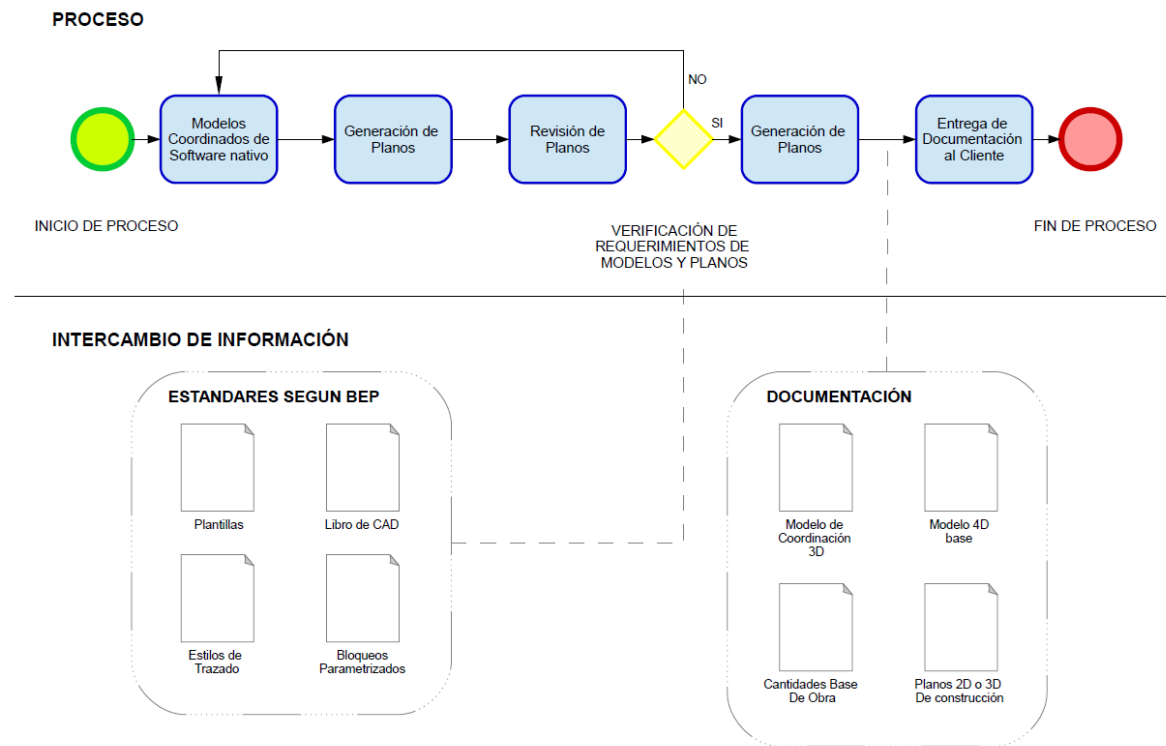 PROCESO
NO
SI
Modelos
Coordinados de
Software nativo
Generación de
Planos
Revisión de
Planos
Generación de
Planos
Entrega de
Documentación
al Cliente
INICIO DE PROCESO
VERIFICACIÓN DE
REQUERIMIENTOS DE
MODELOS Y PLANOS
FIN DE PROCESO
INTERCAMBIO DE INFORMACIÓN
ESTANDARES SEGUN BEP
Plantillas
Libro de CAD
Estilos de
Trazado
Bloqueos
Parametrizados
DOCUMENTACIÓN
Modelo de
Coordinación
3D
Modelo 4D
base
Cantidades Base
De Obra
Planos 2D o 3D
De construcción